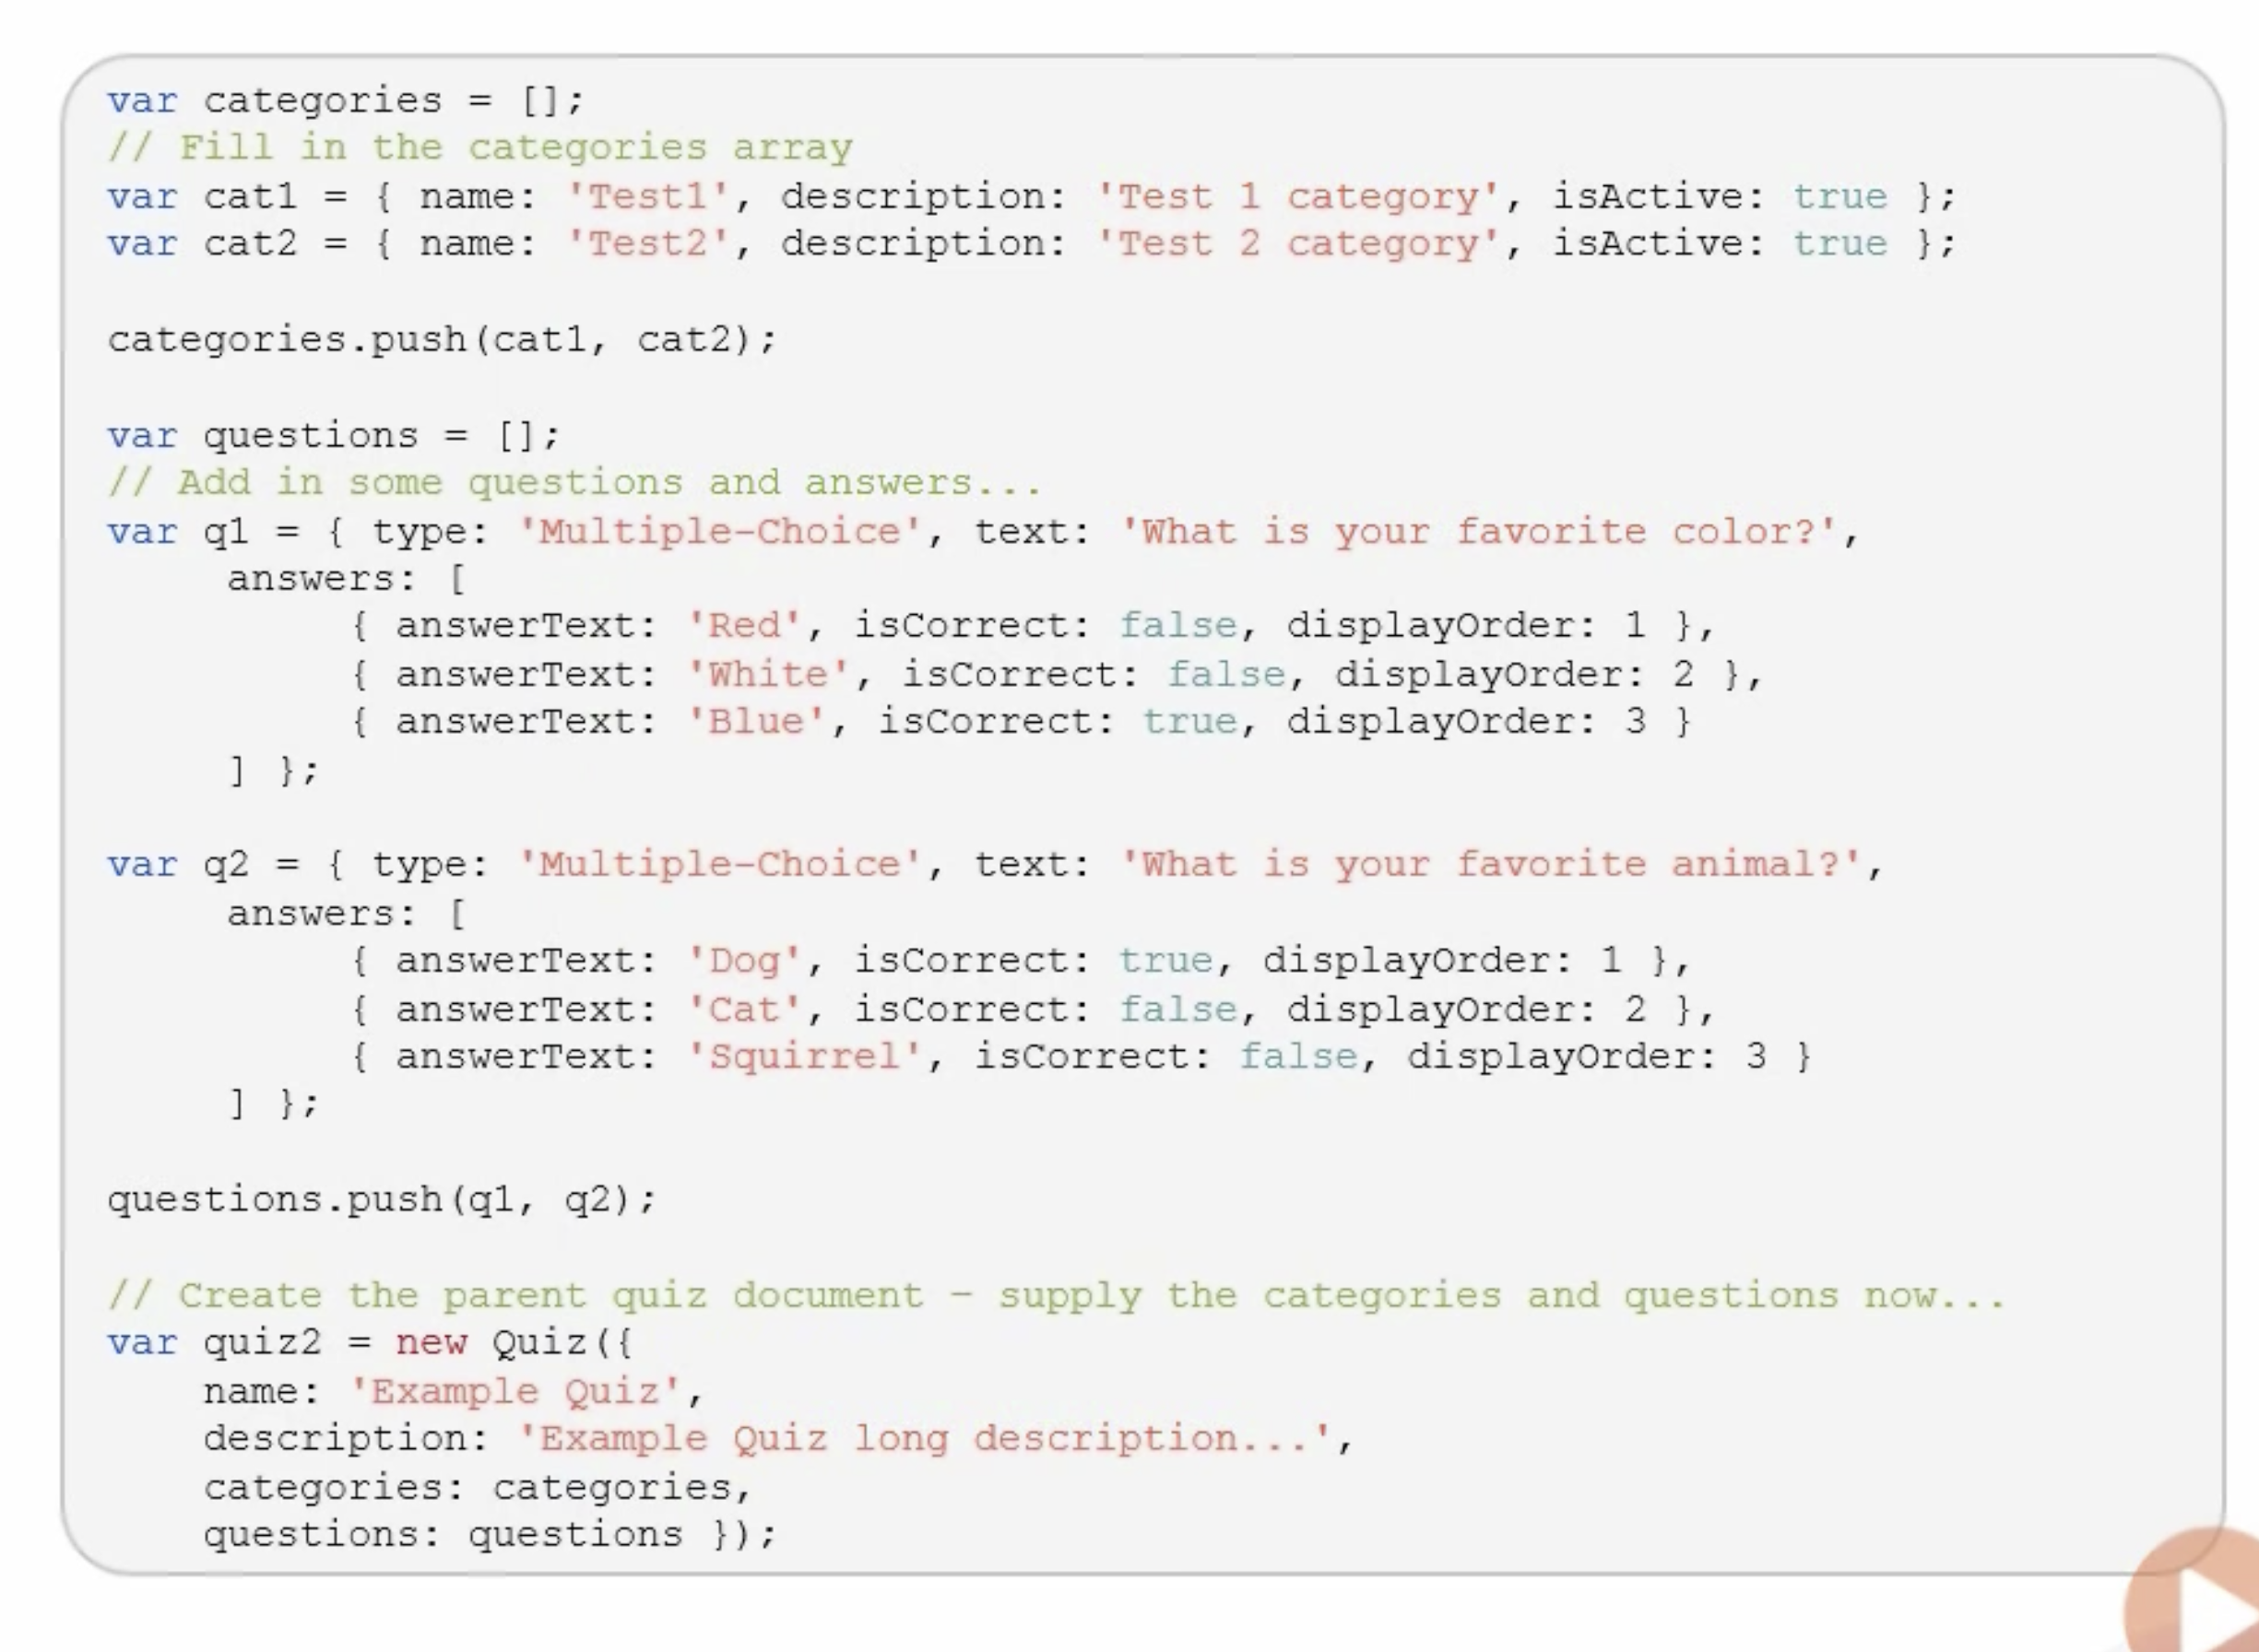 var categories = [];
// Fill in the categories array
var cat1 = { name: 'Test1', description: 'Test 1 category', isActive: true };
var cat2 = { name: 'Test2', description: 'Test 2 category', isActive: true };

categories.push(cat1, cat2);

var questions = [];
// Add in some questions and answers...
var q1 = { type: 'Multiple-Choice', text: 'What is your favorite color?',
     answers: [
          { answerText: 'Red', isCorrect: false, displayOrder: 1 },
          { answerText: 'White', isCorrect: false, displayOrder: 2 },
          { answerText: 'Blue', isCorrect: true, displayOrder: 3 }
     ] };

var q2 = { type: 'Multiple-Choice', text: 'What is your favorite animal?',
     answers: [
          { answerText: 'Dog', isCorrect: true, displayOrder: 1 },
          { answerText: 'Cat', isCorrect: false, displayOrder: 2 },
          { answerText: 'Squirrel', isCorrect: false, displayOrder: 3 }
     ] };

questions.push(q1, q2);

// Create the parent quiz document – supply the categories and questions now...
var quiz2 = new Quiz({
    name: 'Example Quiz',
    description: 'Example Quiz long description...',
    categories: categories,
    questions: questions });